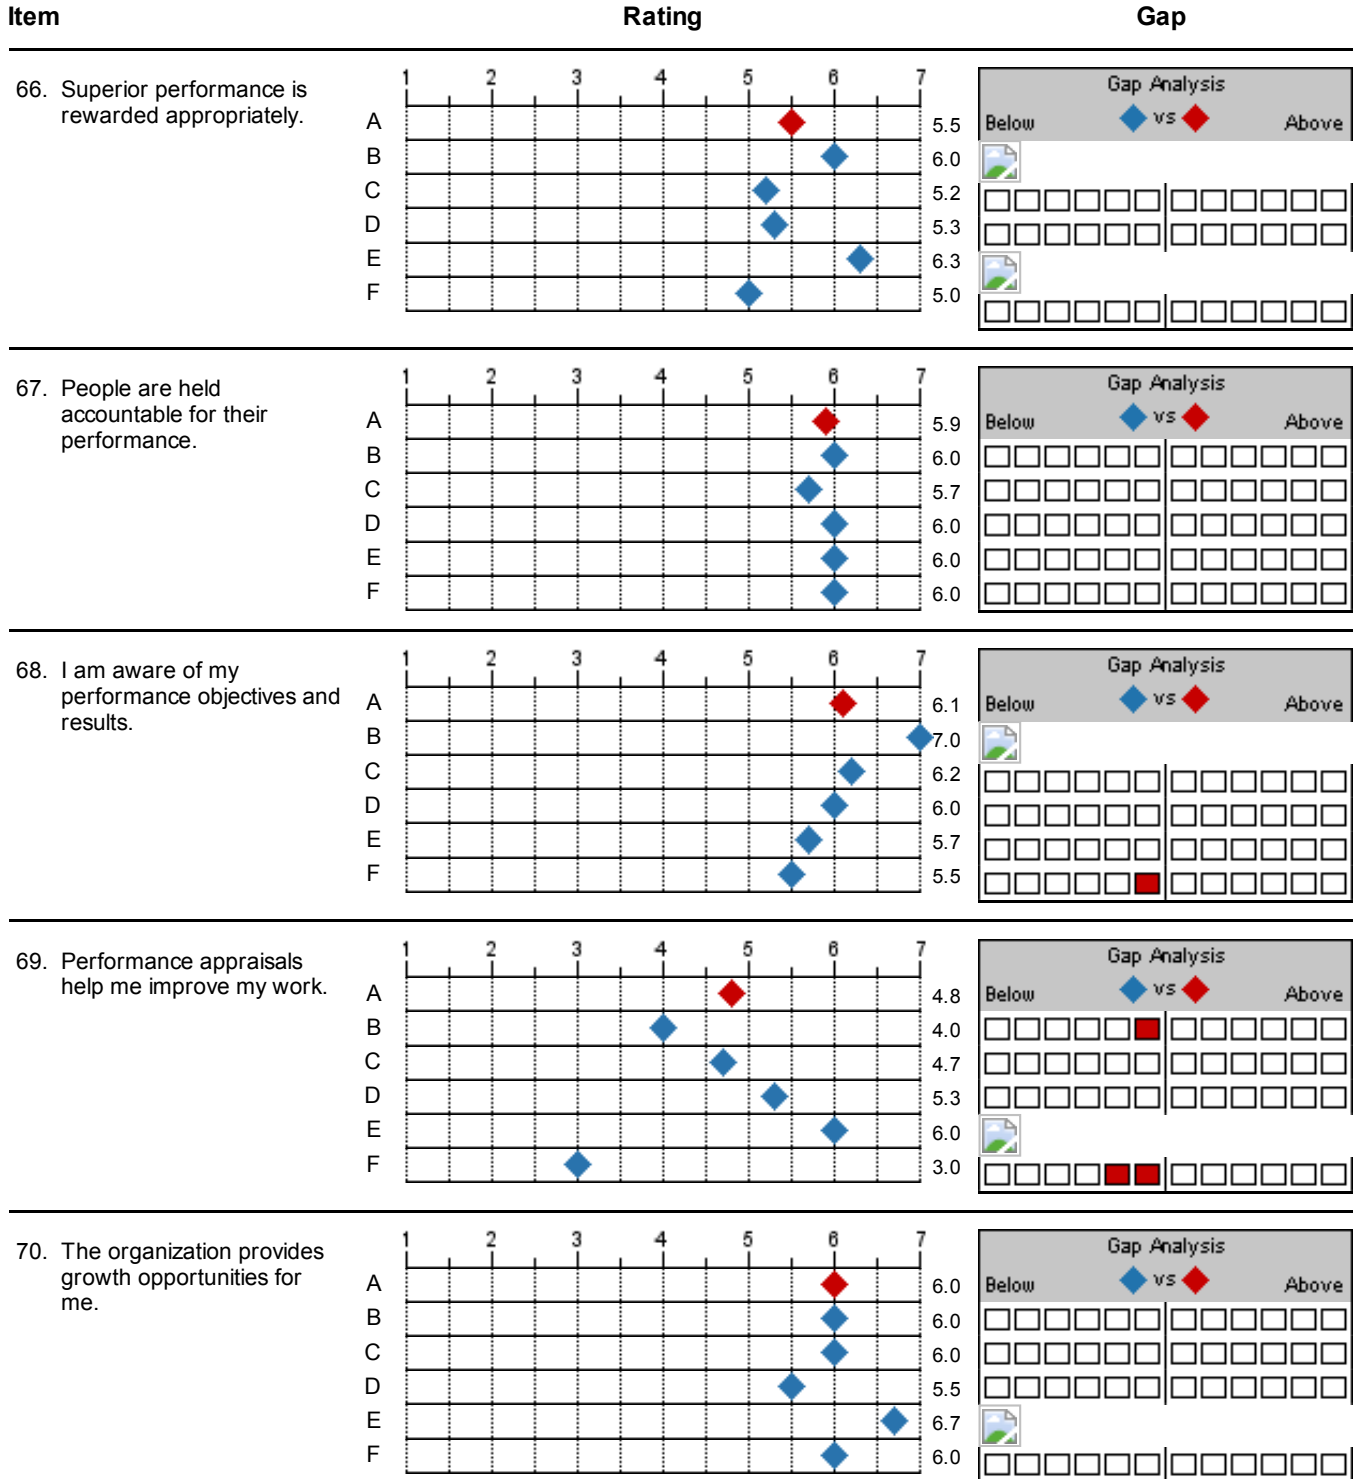 Item Rating Gap
66. Superior performance is
rewarded appropriately.
1 2 3 4 5 6 7
A 5.5
B 6.0
C 5.2
D 5.3
E 6.3
F 5.0
Gap Analysis
Below vs Above
67. People are held
accountable for their
performance.
1 2 3 4 5 6 7
A 5.9
B 6.0
C 5.7
D 6.0
E 6.0
F 6.0
Gap Analysis
Below vs Above
68. I am aware of my
performance objectives and
results.
1 2 3 4 5 6 7
A 6.1
B 7.0
C 6.2
D 6.0
E 5.7
F 5.5
Gap Analysis
Below vs Above
69. Performance appraisals
help me improve my work.
1 2 3 4 5 6 7
A 4.8
B 4.0
C 4.7
D 5.3
E 6.0
F 3.0
Gap Analysis
Below vs Above
70. The organization provides
growth opportunities for
me.
1 2 3 4 5 6 7
A 6.0
B 6.0
C 6.0
D 5.5
E 6.7
F 6.0
Gap Analysis
Below vs Above